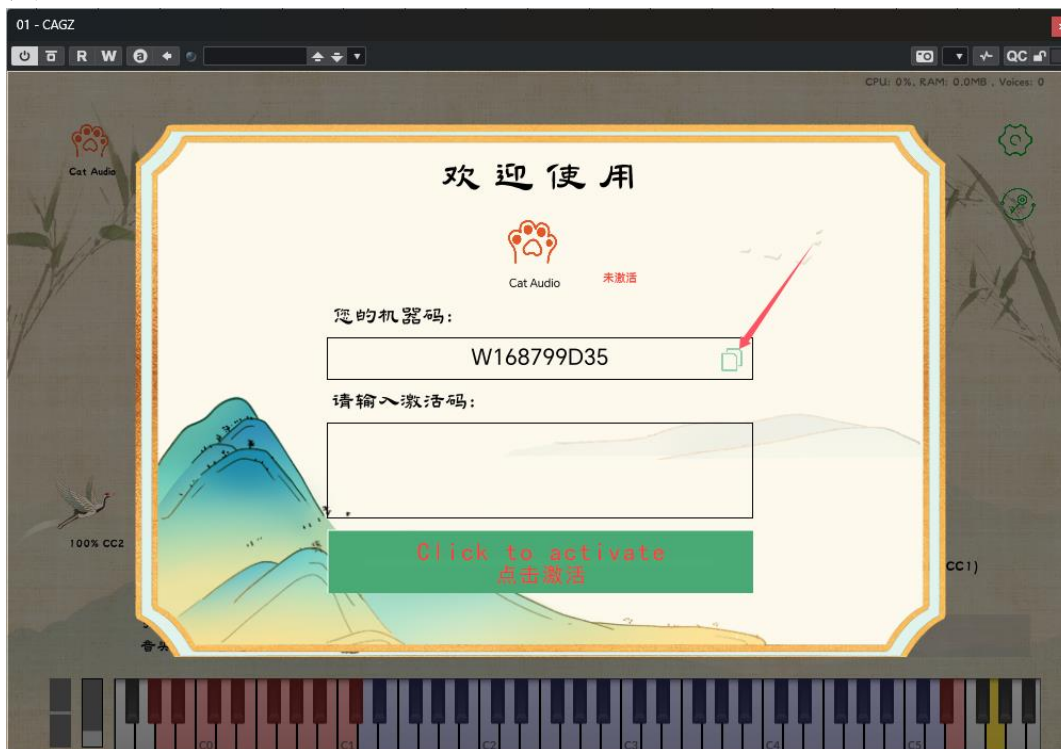 01 - CAGZ
R W a QC
CPU: 0%, RAM: 0.0MB , Voices: 0
Cat Audio
欢迎使用
Cat Audio
未激活
您的机器码:
W168799D35
请输入激活码:
100% CC2
Click to activate
点击激活
CC1)
音头
C0 C1 C2 C3 C4 C5